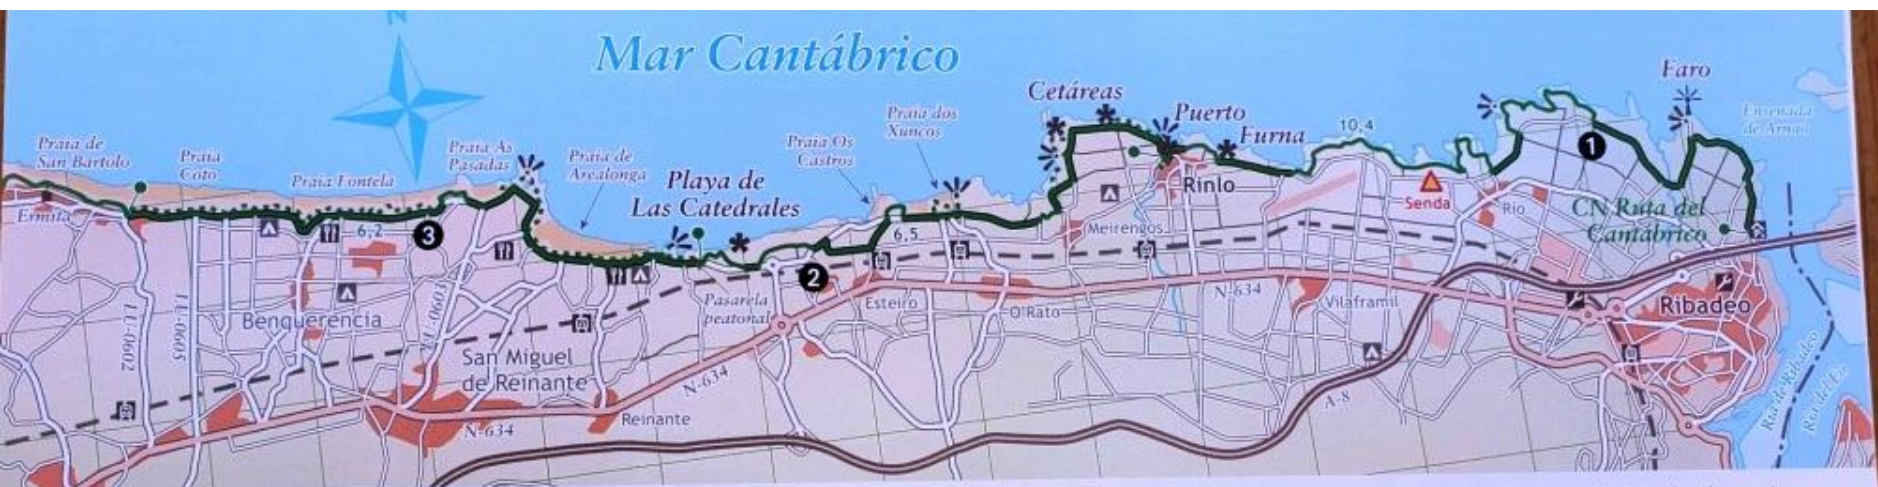 N
Mar Cantábrico
Faro
Cetáreas
Puerto
Furna
10,4
Ensenada
de Arnao
Praia dos
Xuncos
Praia de
San Bartolo
Praia
Coto
Praia As
Pasadas
Praia Os
Castros
Praia de
Arealonga
Praia Fontela
Playa de
Las Catedrales
1
Rinlo
Senda
Rio
CN Ruta del
Cantábrico
Ermita
6,2
3
6,5
Meirengos
2
Pasarela
peatonal
Esteiro
O Rato
N-634
Vilaframil
Ribadeo
LU-0602
LU-0603
Benquerencia
San Miguel
de Reinante
N-634
A-8
Reinante
N-634
Ría de Ribadeo
Ría del Eo